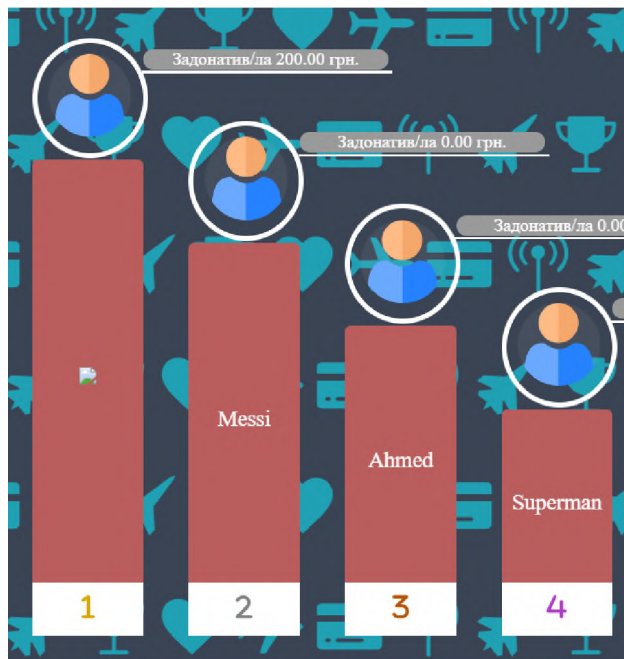 Задонатив/ла 200.00 грн.
Задонатив/ла 0.00 грн.
Задонатив/ла 0.00
Messi
Ahmed
Superman
1
2
3
4